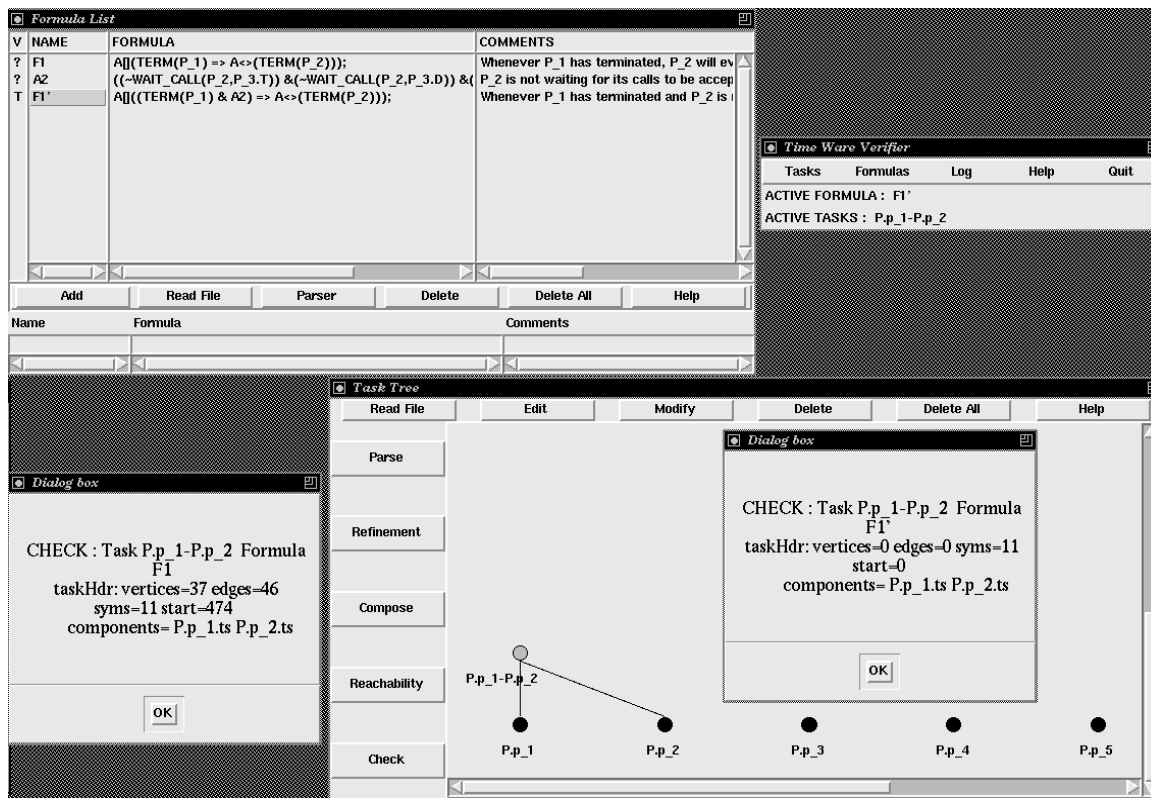 Formula List
V NAME FORMULA COMMENTS
? F1 A[](TERM(P_1) => A<>(TERM(P_2))); Whenever P_1 has terminated, P_2 will ev
? A2 ((~WAIT_CALL(P_2,P_3.T)) &(~WAIT_CALL(P_2,P_3.D)) &( P_2 is not waiting for its calls to be accep
T F1' A[]((TERM(P_1) & A2) => A<>(TERM(P_2))); Whenever P_1 has terminated and P_2 is
Add Read File Parser Delete Delete All Help
Name Formula Comments
Time Ware Verifier
Tasks Formulas Log Help Quit
ACTIVE FORMULA : F1'
ACTIVE TASKS : P.p_1-P.p_2
Dialog box
CHECK : Task P.p_1-P.p_2 Formula
F1
taskHdr: vertices=37 edges=46
syms=11 start=474
components= P.p_1.ts P.p_2.ts
OK
Task Tree
Read File Edit Modify Delete Delete All Help
Parse
Refinement
Compose
Reachability
Check
P.p_1-P.p_2
P.p_1 P.p_2 P.p_3 P.p_4 P.p_5
Dialog box
CHECK : Task P.p_1-P.p_2 Formula
F1'
taskHdr: vertices=0 edges=0 syms=11
start=0
components= P.p_1.ts P.p_2.ts
OK